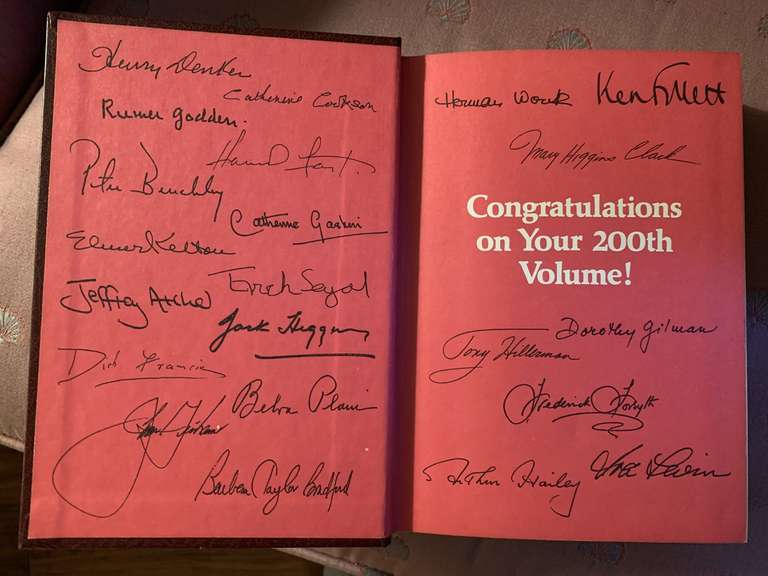 Henry Denker
Catherine Cookson
Rumer Godden.
Howard Fast.
Peter Benchley
Catherine Gaskin
Elmer Kelton
Erich Segal
Jeffrey Archer
Jack Higgins
Dick Francis
Belva Plain
Barbara Taylor Bradford
Herman Wouk
Ken Follett
Mary Higgins Clark
Congratulations
on Your 200th
Volume!
Dorothy Gilman
Tony Hillerman
Frederick Forsyth
Arthur Hailey
Levin